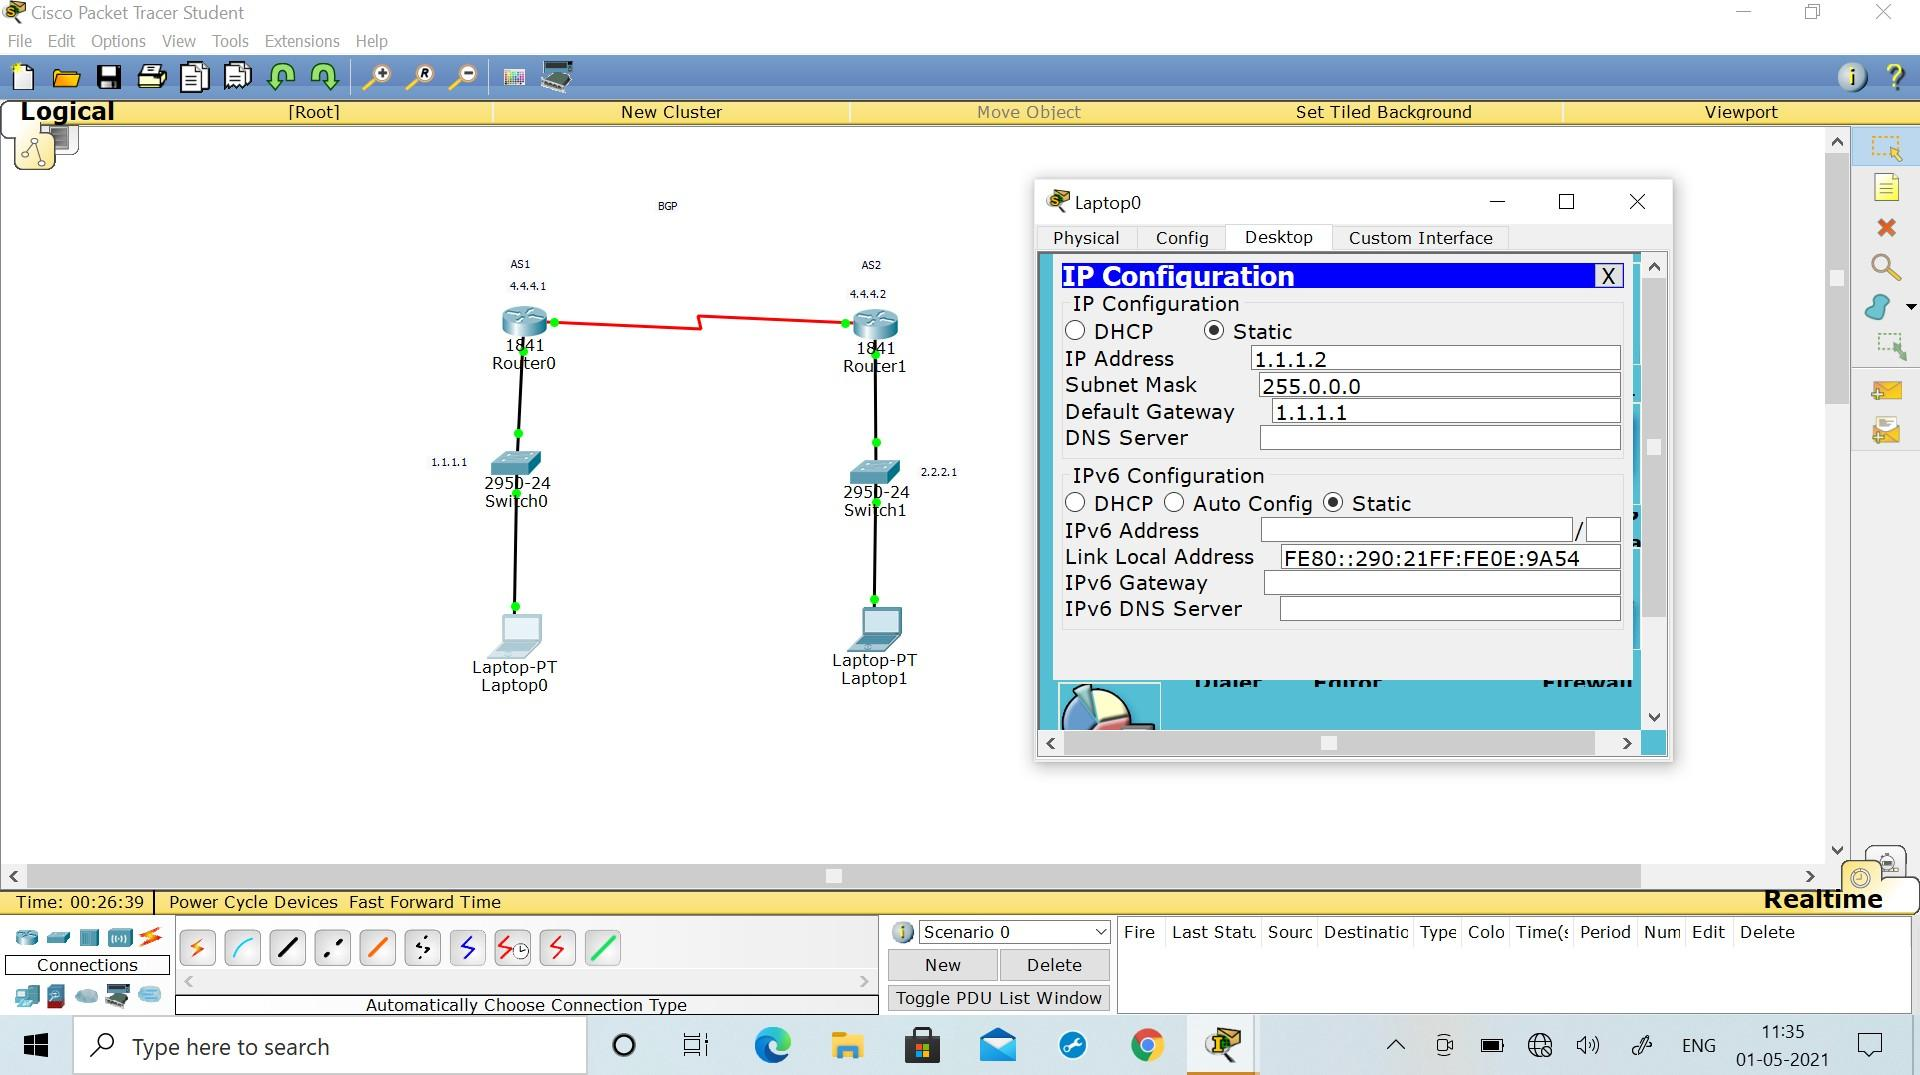 Cisco Packet Tracer Student
File Edit Options View Tools Extensions Help
Logical [Root] New Cluster Move Object Set Tiled Background Viewport
BGP
AS1
4.4.4.1
1841
Router0
AS2
4.4.4.2
1841
Router1
1.1.1.1
2950-24
Switch0
2950-24
Switch1
2.2.2.1
Laptop-PT
Laptop0
Laptop-PT
Laptop1
Laptop0
Physical Config Desktop Custom Interface
IP Configuration X
IP Configuration
DHCP Static
IP Address 1.1.1.2
Subnet Mask 255.0.0.0
Default Gateway 1.1.1.1
DNS Server
IPv6 Configuration
DHCP Auto Config Static
IPv6 Address /
Link Local Address FE80::290:21FF:FE0E:9A54
IPv6 Gateway
IPv6 DNS Server
Dialer Editor Firewall
Time: 00:26:39 Power Cycle Devices Fast Forward Time Realtime
Connections
Automatically Choose Connection Type
Scenario 0
New Delete
Toggle PDU List Window
Fire Last Statu Sourc Destinatio Type Colo Time(s Period Num Edit Delete
Type here to search
ENG
11:35
01-05-2021